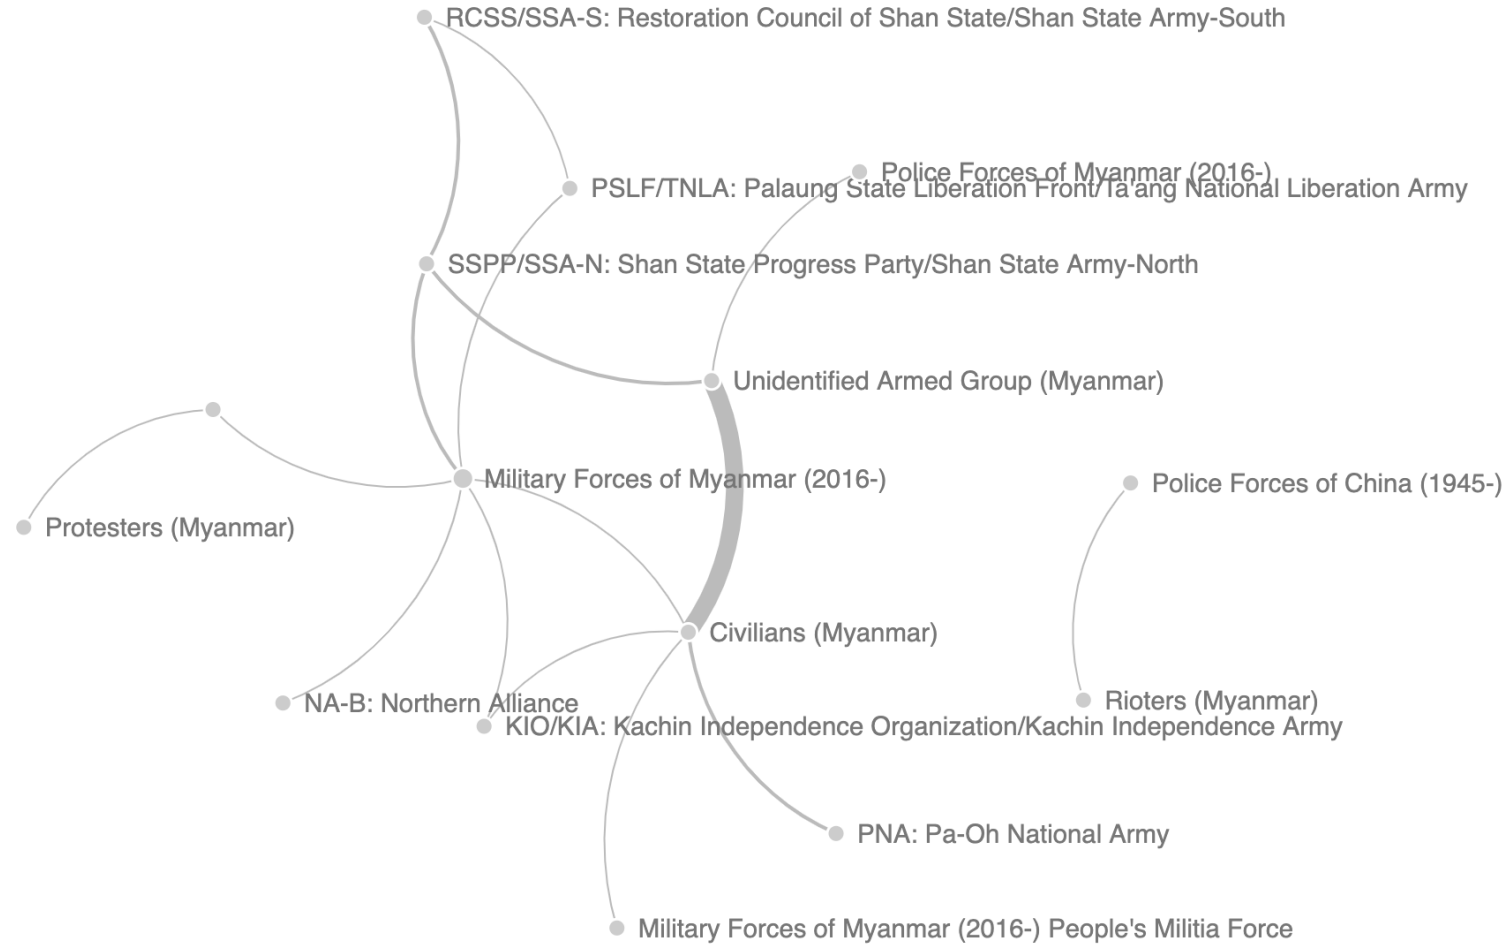 RCSS/SSA-S: Restoration Council of Shan State/Shan State Army-South
Police Forces of Myanmar (2016-)
PSLF/TNLA: Palaung State Liberation Front/Ta'ang National Liberation Army
SSPP/SSA-N: Shan State Progress Party/Shan State Army-North
Unidentified Armed Group (Myanmar)
Military Forces of Myanmar (2016-)
Police Forces of China (1945-)
Protesters (Myanmar)
Civilians (Myanmar)
Rioters (Myanmar)
NA-B: Northern Alliance
KIO/KIA: Kachin Independence Organization/Kachin Independence Army
PNA: Pa-Oh National Army
Military Forces of Myanmar (2016-) People's Militia Force